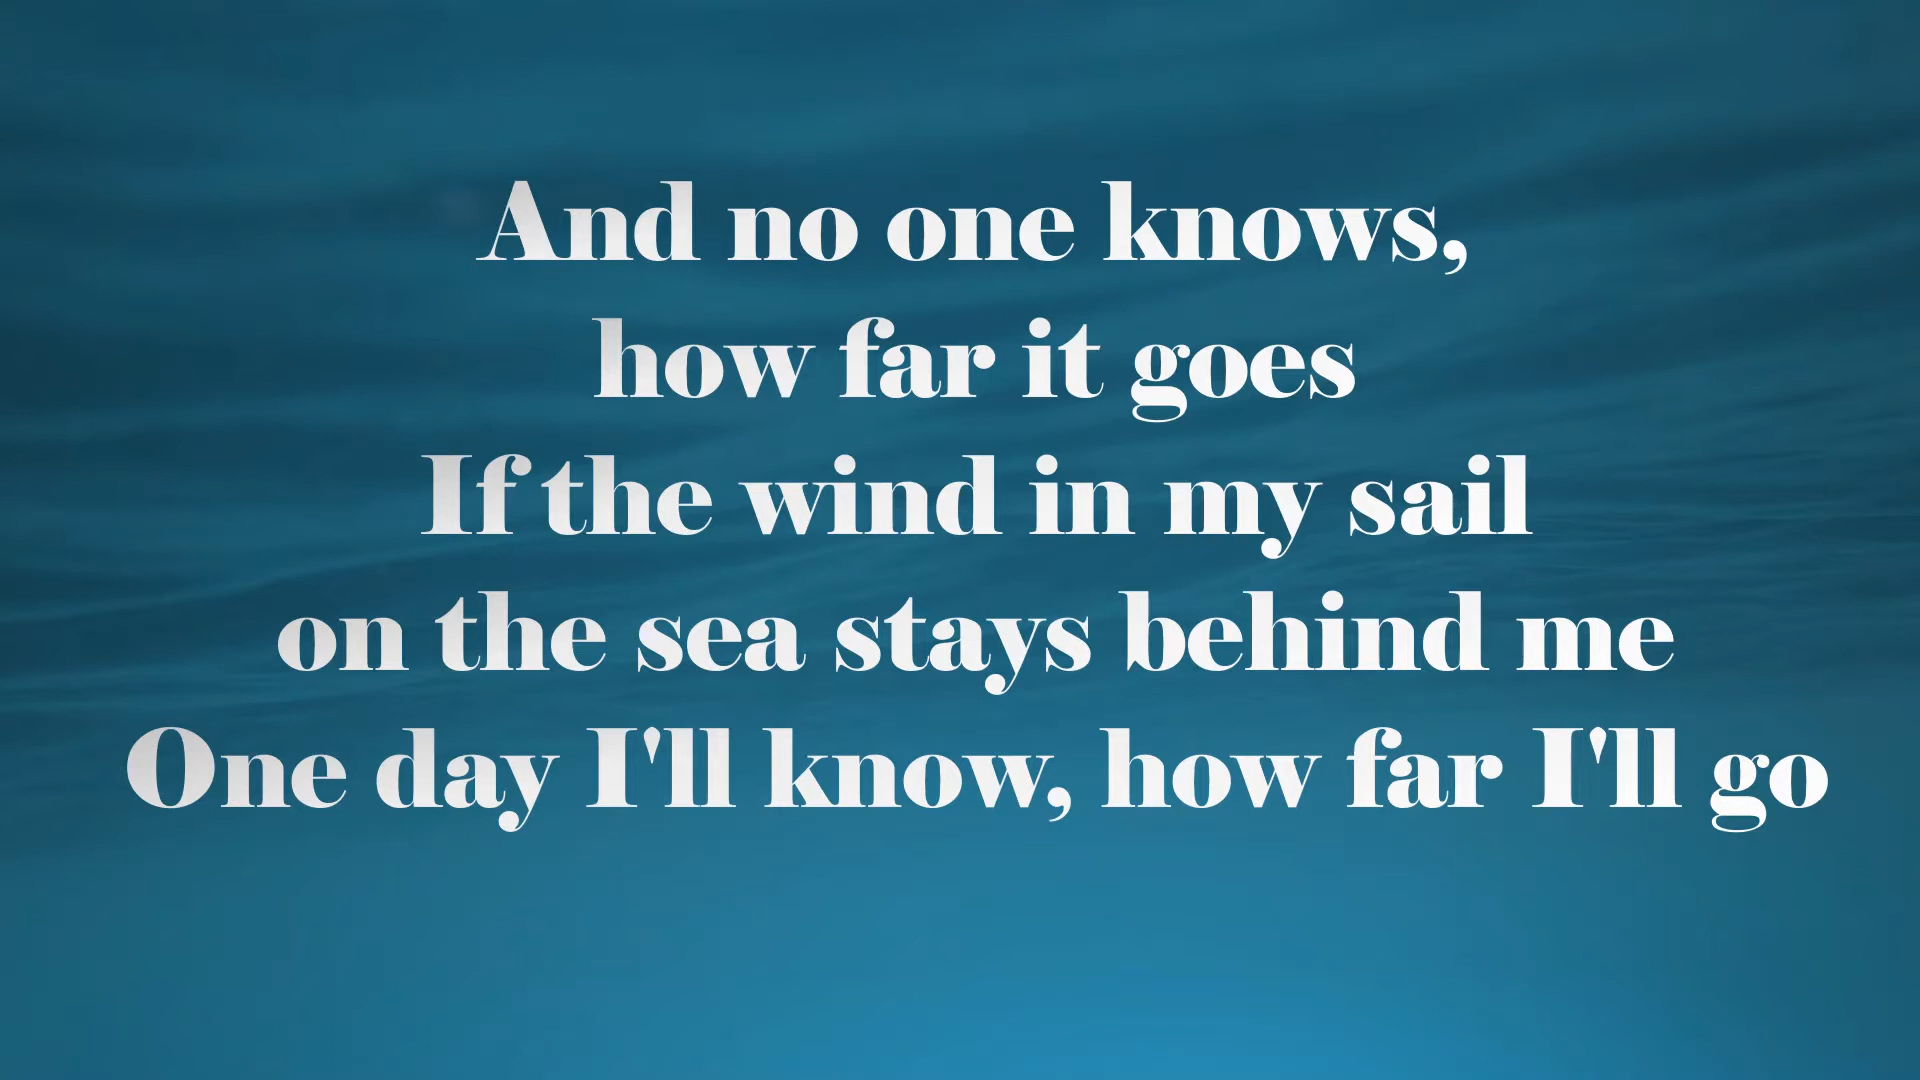 And no one knows,
how far it goes
If the wind in my sail
on the sea stays behind me
One day I'll know, how far I'll go